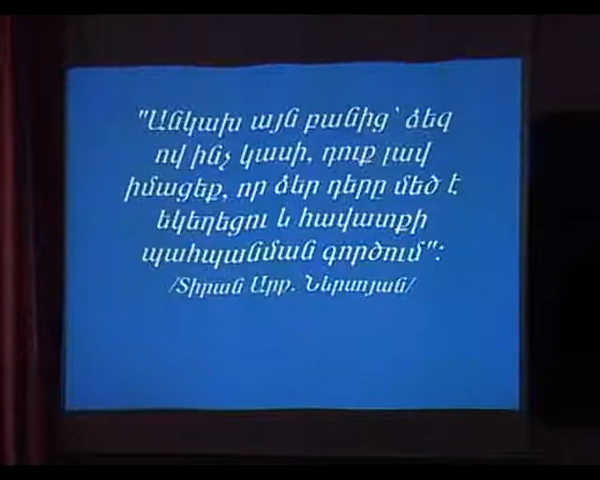 "Անկախ այն բանից՝ ձեզ
ով ինչ կասի, դուք լավ
իմացեք, որ ձեր դերը մեծ է
եկեղեցու և հավատքի
պահպանման գործում":
/Տիրան Արք. Ներսոյան/